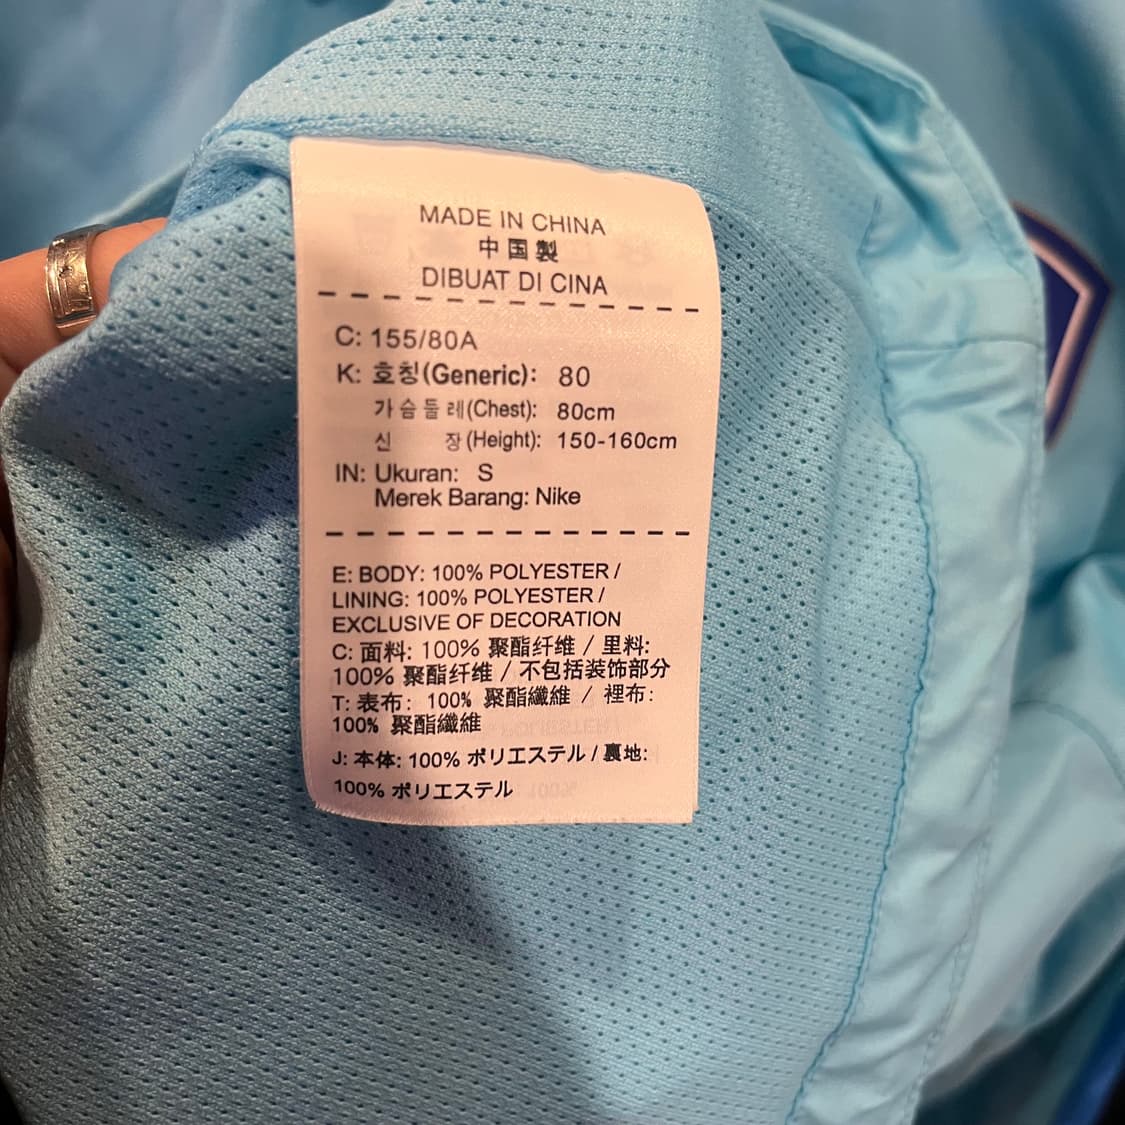 MADE IN CHINA
中国製
DIBUAT DI CINA
C: 155/80A
K: 호칭(Generic): 80
가슴둘레(Chest): 80cm
신 장(Height): 150-160cm
IN: Ukuran: S
Merek Barang: Nike
E: BODY: 100% POLYESTER /
LINING: 100% POLYESTER /
EXCLUSIVE OF DECORATION
C: 面料: 100% 聚酯纤维 / 里料:
100% 聚酯纤维 / 不包括装饰部分
T: 表布: 100% 聚酯纖維 / 裡布:
100% 聚酯纖維
J: 本体: 100% ポリエステル / 裏地:
100% ポリエステル